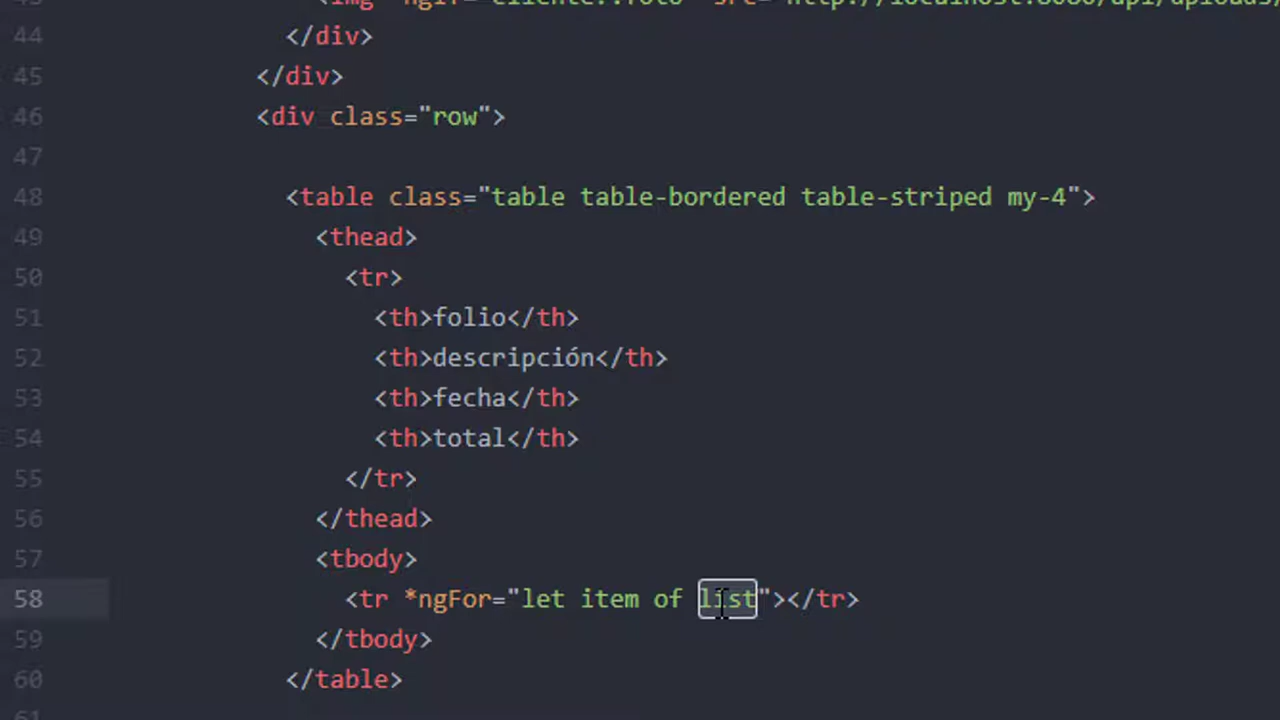 44 </div>
45 </div>
46 <div class="row">
47
48 <table class="table table-bordered table-striped my-4">
49 <thead>
50 <tr>
51 <th>folio</th>
52 <th>descripción</th>
53 <th>fecha</th>
54 <th>total</th>
55 </tr>
56 </thead>
57 <tbody>
58 <tr *ngFor="let item of list"></tr>
59 </tbody>
60 </table>